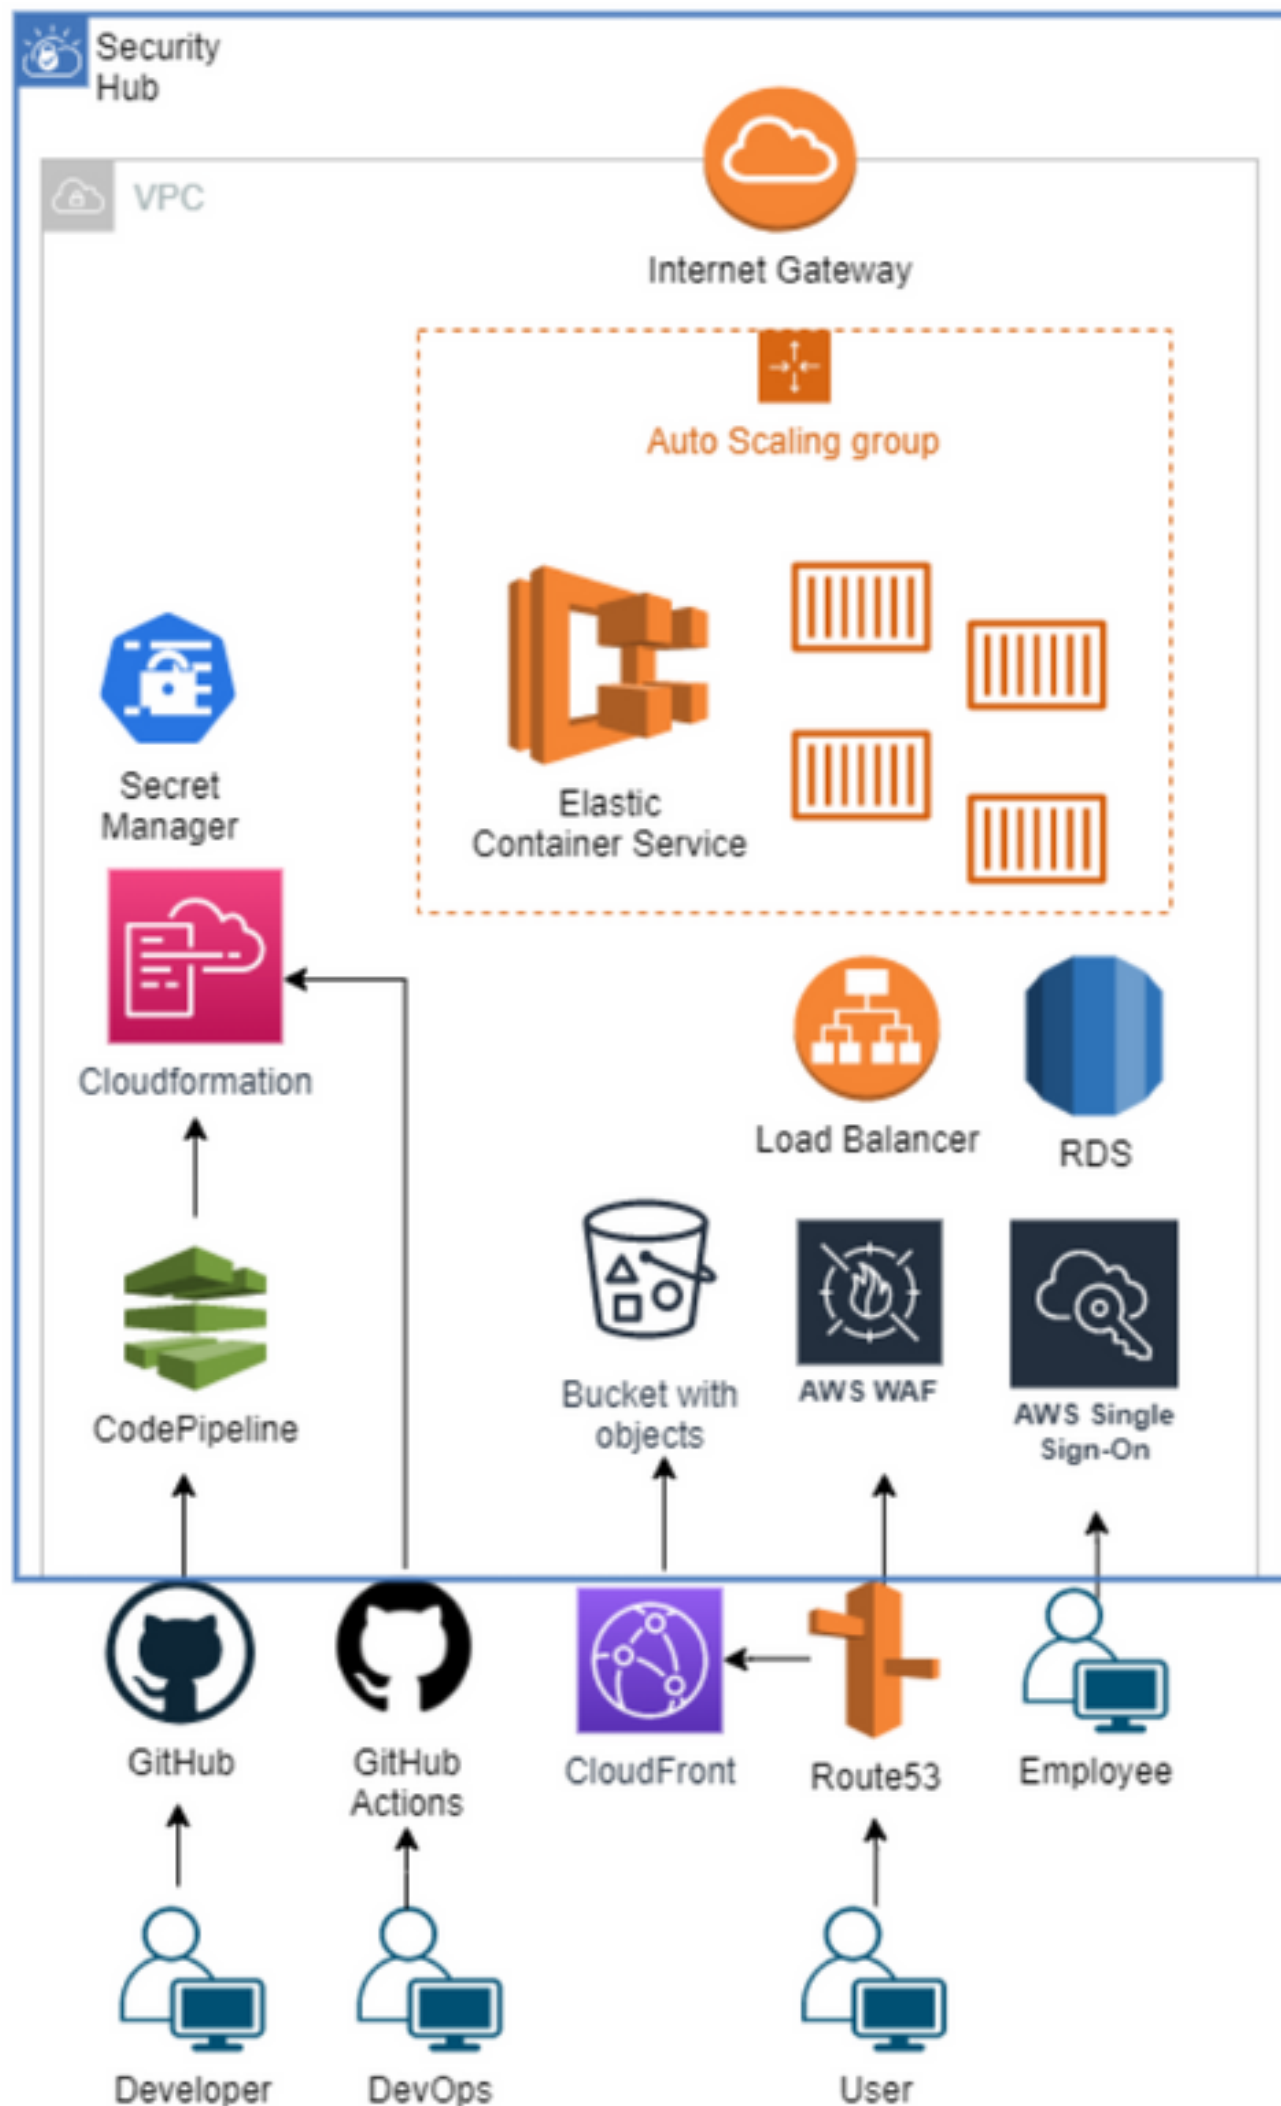 Security
Hub
VPC
Internet Gateway
Auto Scaling group
Elastic
Container Service
Secret
Manager
Cloudformation
Load Balancer
RDS
CodePipeline
Bucket with
objects
AWS WAF
AWS Single
Sign-On
GitHub
GitHub
Actions
CloudFront
Route53
Employee
Developer
DevOps
User